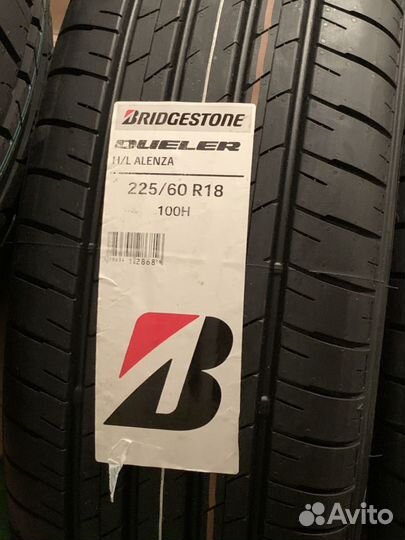 BRIDGESTONE
DUELER
H/L ALENZA
225/60 R18
100H
Avito